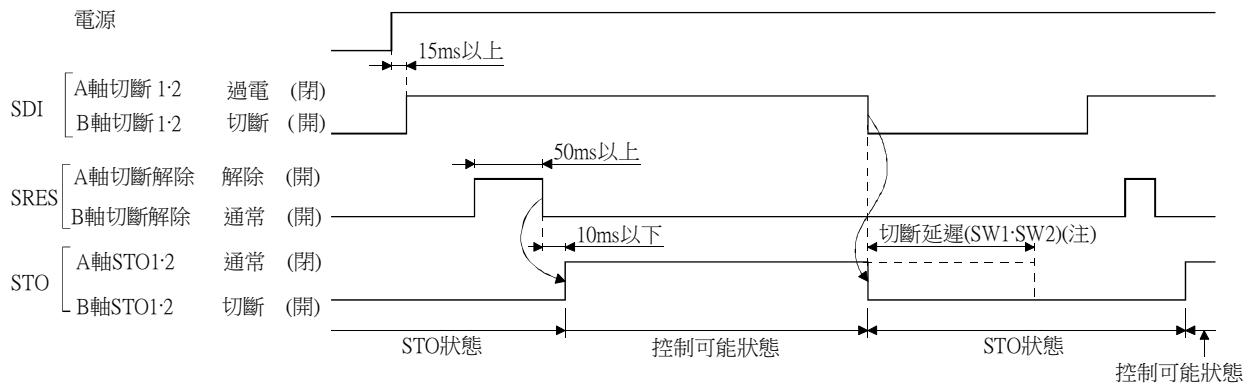 電源
15ms以上
SDI
A軸切斷 1·2 過電 (閉)
B軸切斷 1·2 切斷 (開)
50ms以上
SRES
A軸切斷解除 解除 (開)
B軸切斷解除 通常 (開)
10ms以下
切斷延遲(SW1·SW2)(注)
STO
A軸STO1·2 通常 (閉)
B軸STO1·2 切斷 (開)
STO狀態
控制可能狀態
STO狀態
控制可能狀態